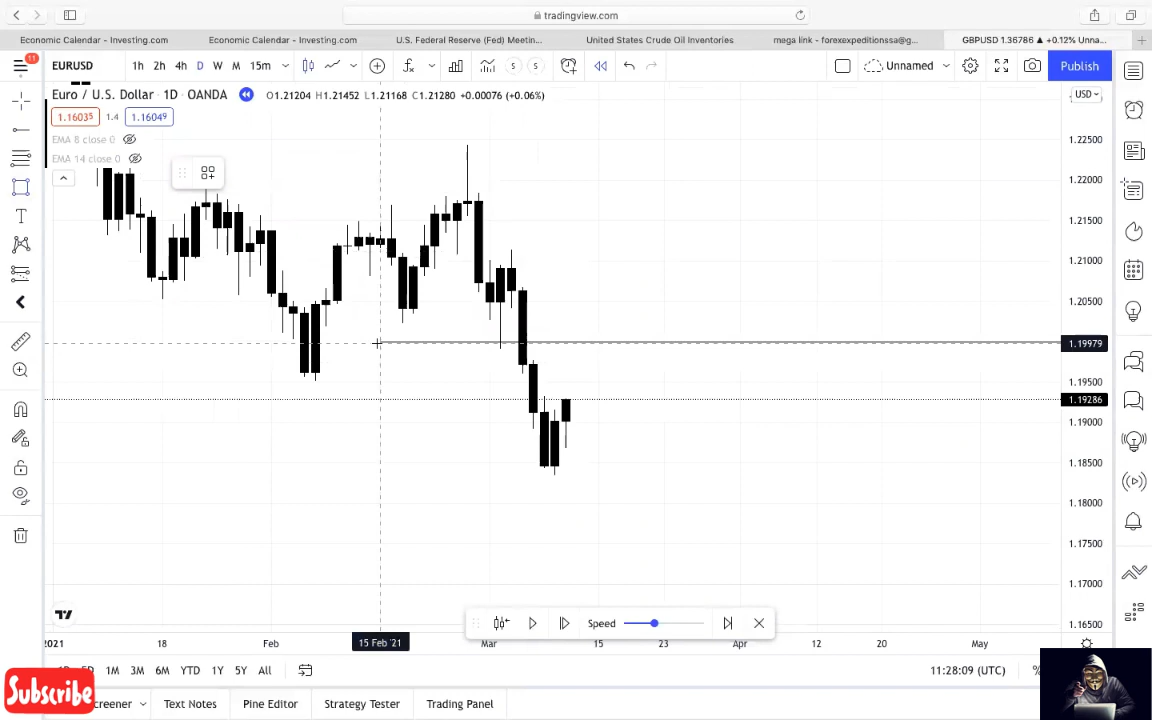 tradingview.com
Economic Calendar - Investing.com
Economic Calendar - Investing.com
U.S. Federal Reserve (Fed) Meetin...
United States Crude Oil Inventories
mega link - forexexpeditionssa@g...
GBPUSD 1.36786 ▲ +0.12% Unna...
11
EURUSD
1h 2h 4h D W M 15m
Unnamed
Publish
Euro / U.S. Dollar · 1D · OANDA
O1.21204 H1.21452 L1.21168 C1.21280 +0.00076 (+0.06%)
USD
1.16035 1.4 1.16049
EMA 8 close 0
EMA 14 close 0
1.22500
1.22000
1.21500
1.21000
1.20500
1.19979
1.19500
1.19286
1.19000
1.18500
1.18000
1.17500
1.17000
1.16500
Speed
2021 18 Feb 15 Feb '21 Mar 15 23 Apr 12 20 May
1D 5D 1M 3M 6M YTD 1Y 5Y All
11:28:09 (UTC) %
Subscribe
creener Text Notes Pine Editor Strategy Tester Trading Panel